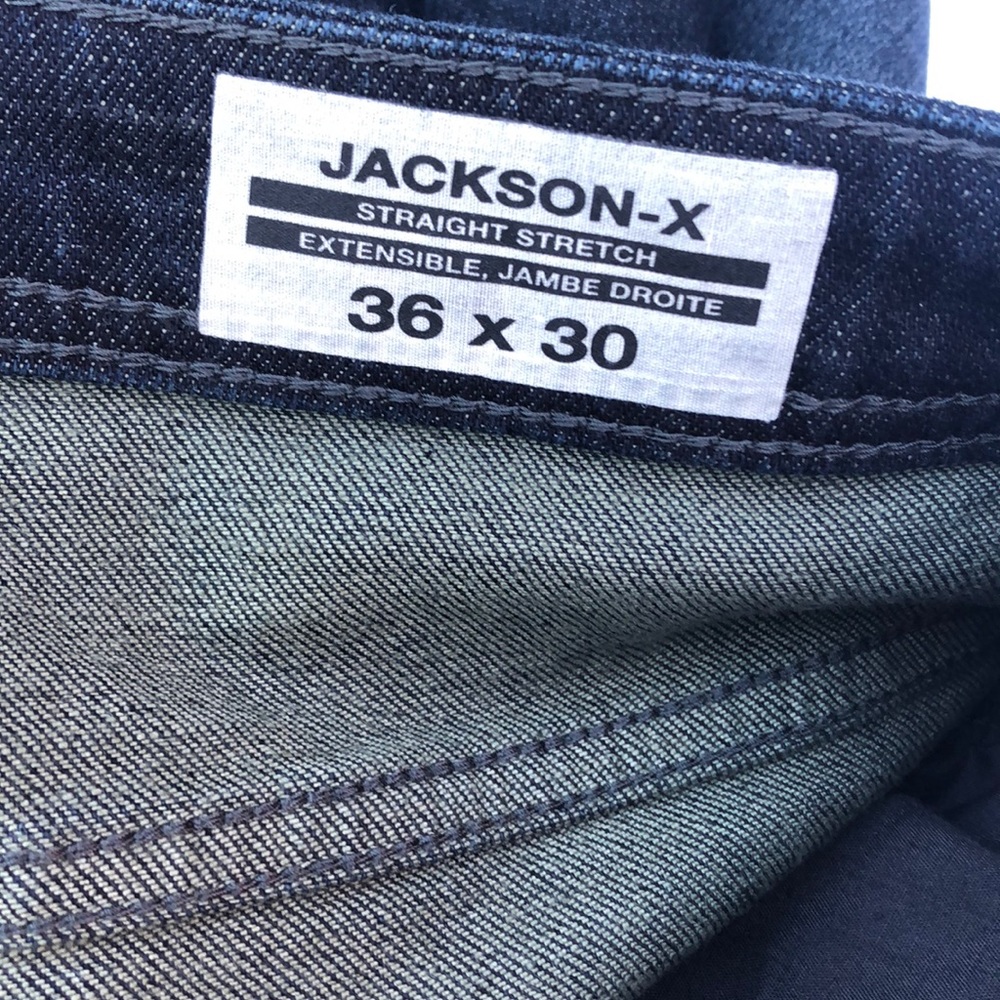 JACKSON-X
STRAIGHT STRETCH
EXTENSIBLE, JAMBE DROITE
36 x 30